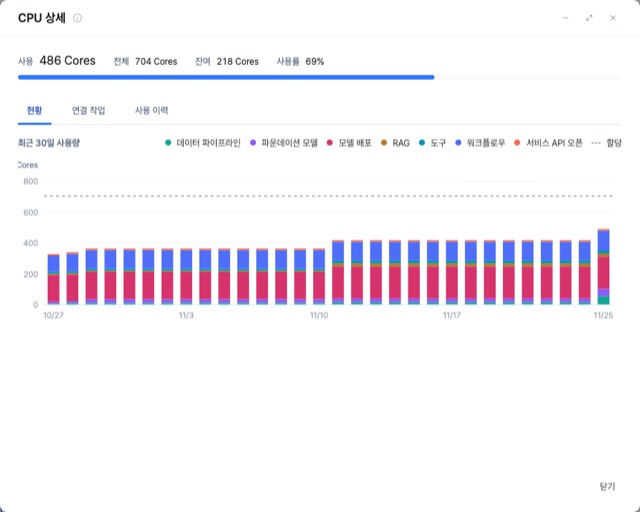 CPU 상세
사용 486 Cores 전체 704 Cores 잔여 218 Cores 사용률 69%
현황 연결 작업 사용 이력
최근 30일 사용량 데이터 파이프라인 파운데이션 모델 모델 배포 RAG 도구 워크플로우 서비스 API 오픈 할당
Cores
800
600
400
200
0
10/27 11/3 11/10 11/17 11/25
닫기